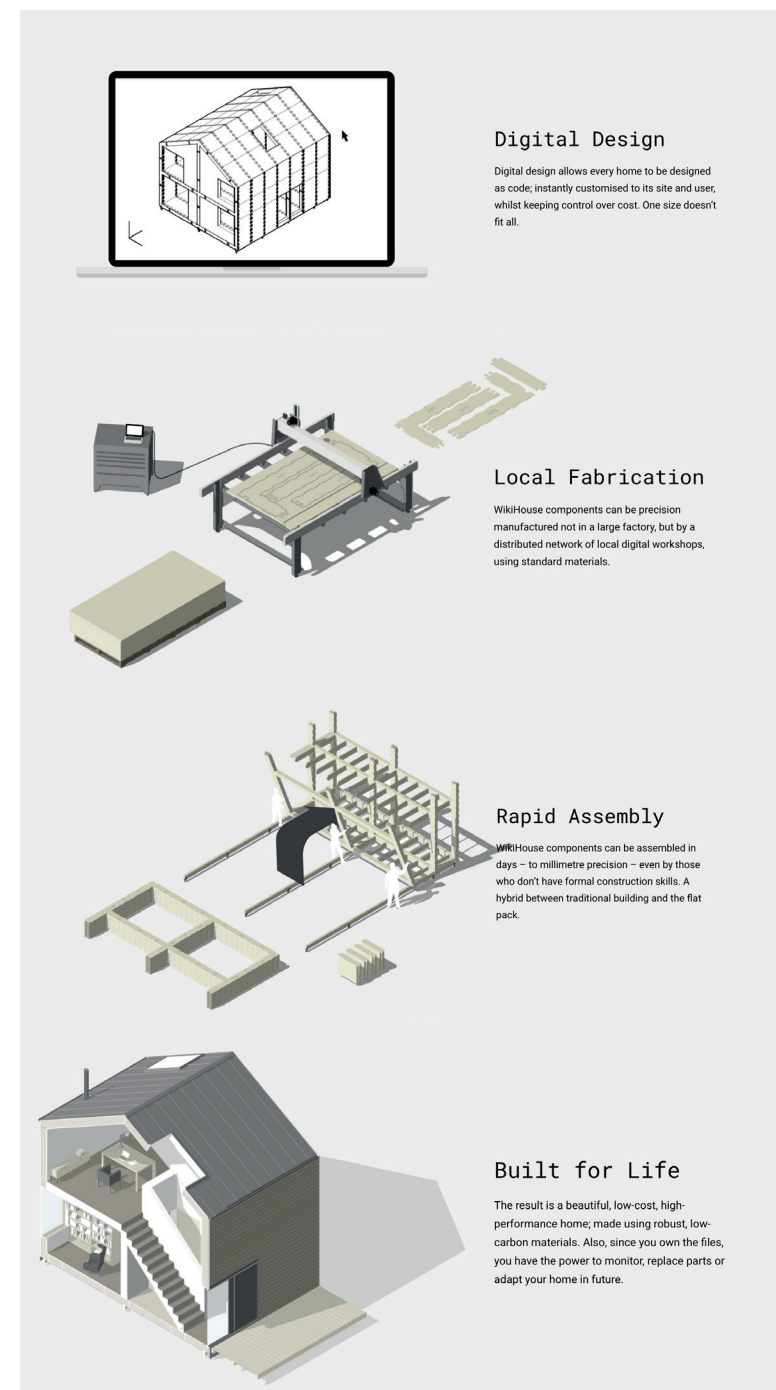 Digital Design
Digital design allows every home to be designed
as code; instantly customised to its site and user,
whilst keeping control over cost. One size doesn't
fit all.
Local Fabrication
WikiHouse components can be precision
manufactured not in a large factory, but by a
distributed network of local digital workshops,
using standard materials.
Rapid Assembly
WikiHouse components can be assembled in
days – to millimetre precision – even by those
who don't have formal construction skills. A
hybrid between traditional building and the flat
pack.
Built for Life
The result is a beautiful, low-cost, high-
performance home; made using robust, low-
carbon materials. Also, since you own the files,
you have the power to monitor, replace parts or
adapt your home in future.